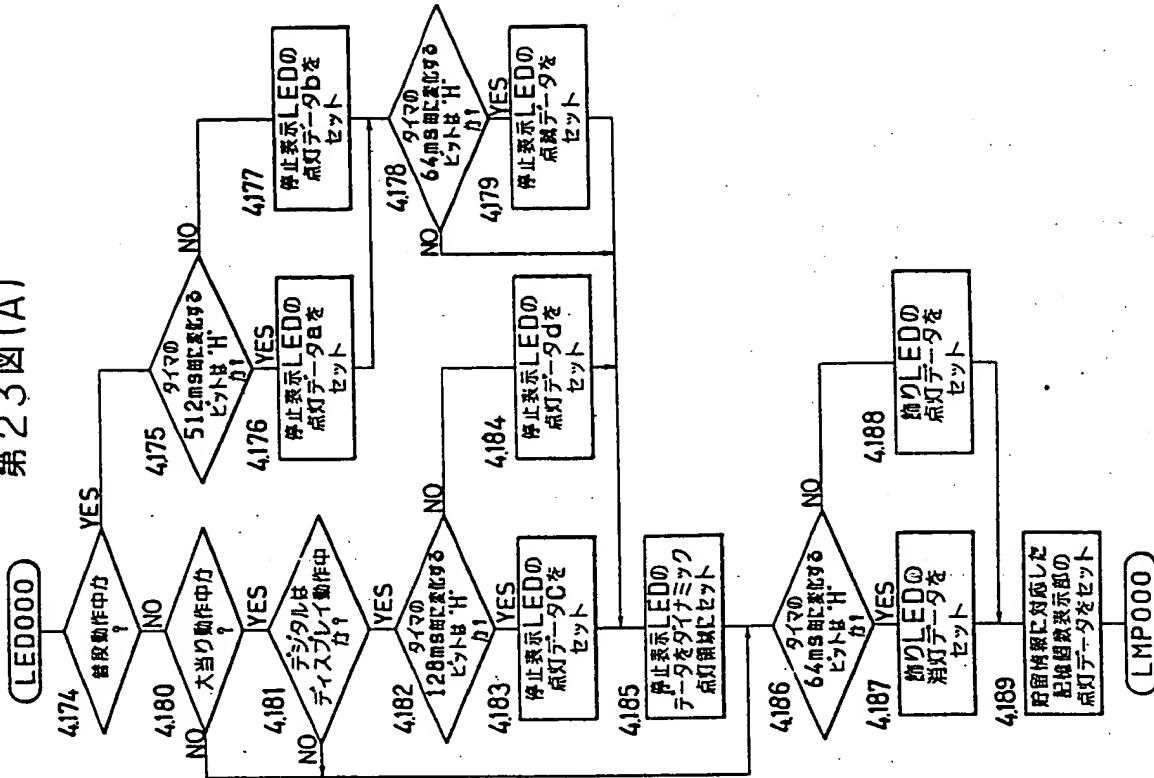 第23図(A)
LED000
4,174
普段動作中か
?
YES
NO
4,175
タイマの
512ms毎に変化する
ビットは"H"
か!
NO
YES
4,176
停止表示LEDの
点灯データaを
セット
4,177
停止表示LEDの
点灯データbを
セット
4,178
タイマの
64ms毎に変化する
ビットは"H"
か!
NO
YES
4,179
停止表示LEDの
点滅データを
セット
4,180
大当り動作中か
?
NO
YES
4,181
デジタルは
ディスプレイ動作中
か?
NO
YES
4,182
タイマの
128ms毎に変化する
ビットは"H"
か!
NO
YES
4,183
停止表示LEDの
点灯データCを
セット
4,184
停止表示LEDの
点灯データdを
セット
4,185
停止表示LEDの
データをダイナミック
点灯領域にセット
4,186
タイマの
64ms毎に変化する
ビットは"H"
か!
NO
YES
4,187
飾りLEDの
消灯データを
セット
4,188
飾りLEDの
点灯データを
セット
4,189
貯留情報に対応した
記憶個数表示部の
点灯データをセット
LMP000